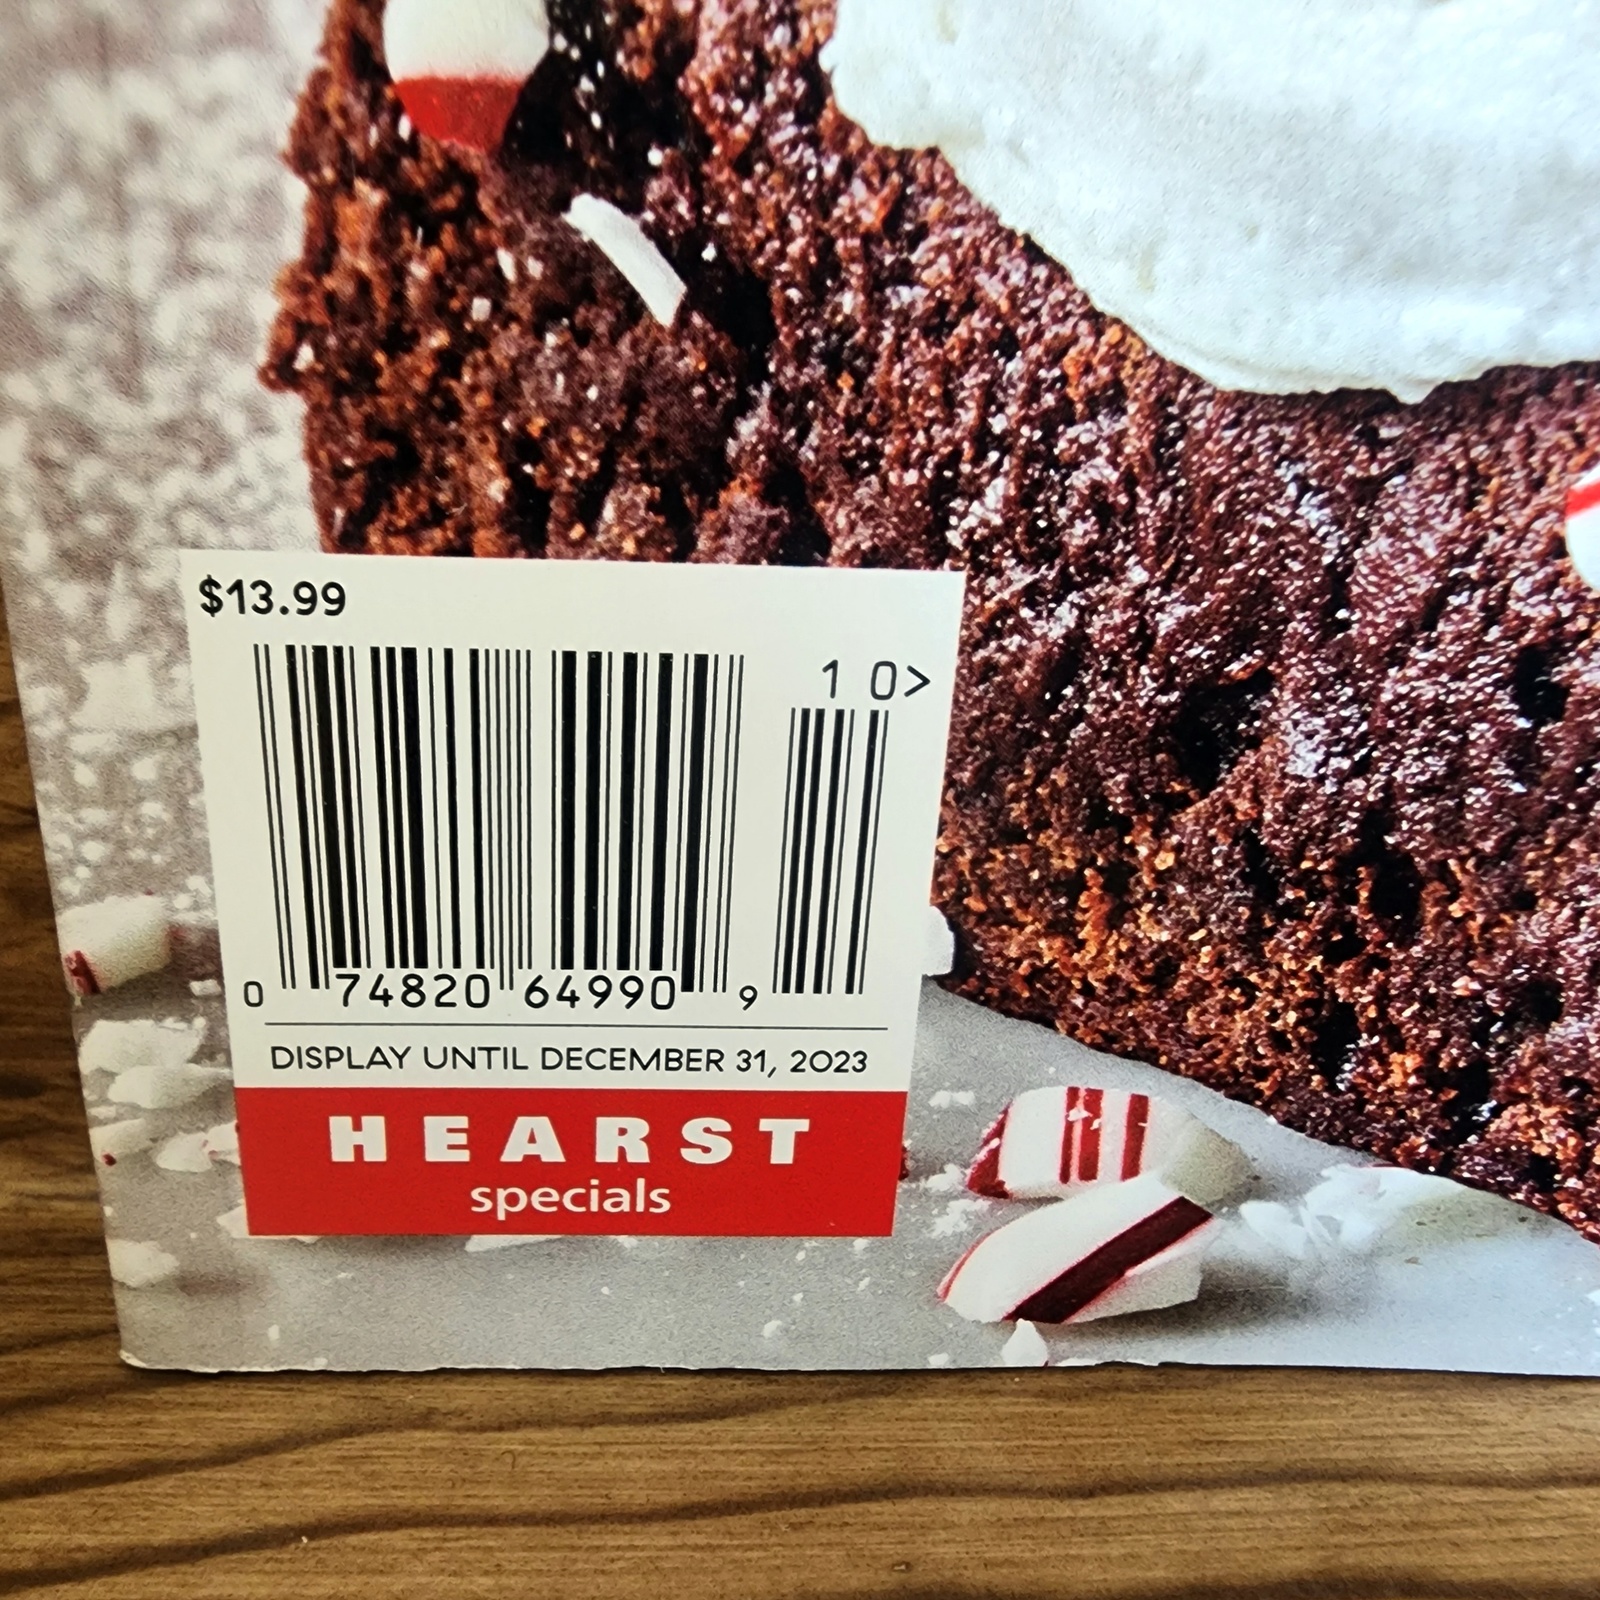 $13.99
1 0>
0 74820 64990 9
DISPLAY UNTIL DECEMBER 31, 2023
HEARST
specials